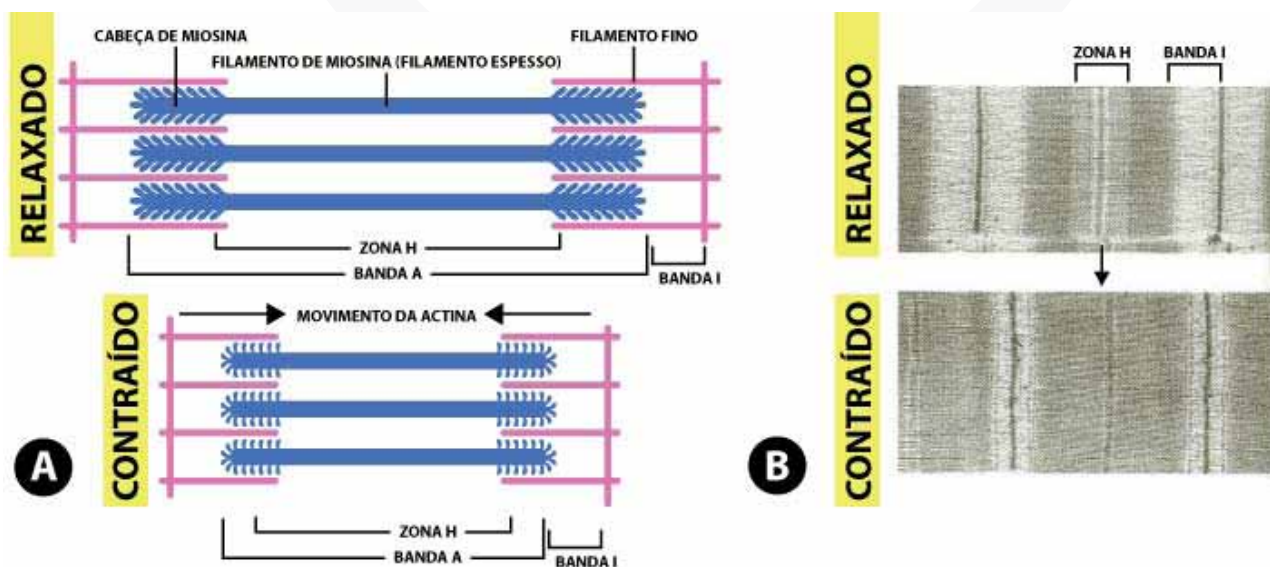 RELAXADO
CABEÇA DE MIOSINA
FILAMENTO FINO
FILAMENTO DE MIOSINA (FILAMENTO ESPESSO)
ZONA H
BANDA A
BANDA I
CONTRAÍDO
MOVIMENTO DA ACTINA
A
ZONA H
BANDA A
BANDA I
RELAXADO
ZONA H
BANDA I
CONTRAÍDO
B